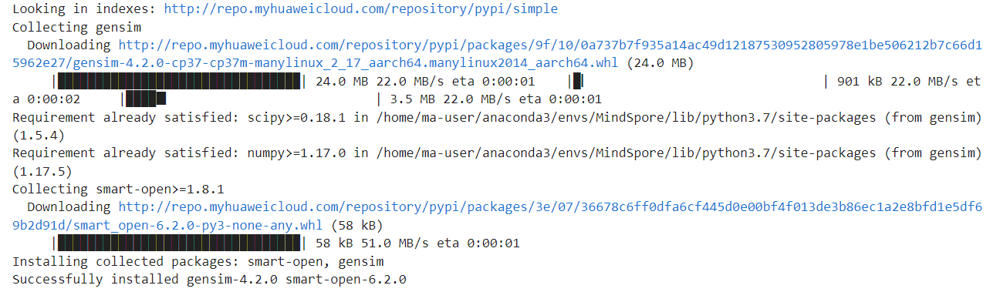 Looking in indexes: http://repo.myhuaweicloud.com/repository/pypi/simple
Collecting gensim
Downloading http://repo.myhuaweicloud.com/repository/pypi/packages/9f/10/0a737b7f935a14ac49d12187530952805978e1be506212b7c66d1
5962e27/gensim-4.2.0-cp37-cp37m-manylinux_2_17_aarch64.manylinux2014_aarch64.whl (24.0 MB)
|████████████████████████████████| 24.0 MB 22.0 MB/s eta 0:00:01 |█▏ | 901 kB 22.0 MB/s et
a 0:00:02 |████▊ | 3.5 MB 22.0 MB/s eta 0:00:01
Requirement already satisfied: scipy>=0.18.1 in /home/ma-user/anaconda3/envs/MindSpore/lib/python3.7/site-packages (from gensim)
(1.5.4)
Requirement already satisfied: numpy>=1.17.0 in /home/ma-user/anaconda3/envs/MindSpore/lib/python3.7/site-packages (from gensim)
(1.17.5)
Collecting smart-open>=1.8.1
Downloading http://repo.myhuaweicloud.com/repository/pypi/packages/3e/07/36678c6ff0dfa6cf445d0e00bf4f013de3b86ec1a2e8bfd1e5df6
9b2d91d/smart_open-6.2.0-py3-none-any.whl (58 kB)
|████████████████████████████████| 58 kB 51.0 MB/s eta 0:00:01
Installing collected packages: smart-open, gensim
Successfully installed gensim-4.2.0 smart-open-6.2.0